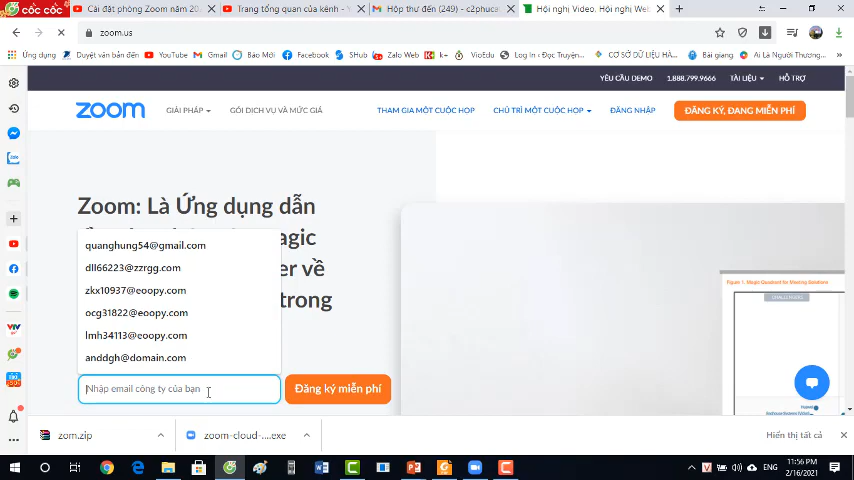 CỐC CỐC
Cài đặt phòng Zoom năm 20
Trang tổng quan của kênh -
Hộp thư đến (249) - c2phuca
Hội nghị Video, Hội nghị We
zoom.us
Ứng dụng
Duyệt văn bản đến
YouTube
Gmail
Báo Mới
Facebook
SHub
Zalo Web
k+
VioEdu
Log In ‹ Đọc Truyện...
CƠ SỞ DỮ LIỆU HÀ...
Bài giảng
Ai Là Người Thương...
YÊU CẦU DEMO
1.888.799.9666
TÀI LIỆU
HỖ TRỢ
zoom
GIẢI PHÁP
GÓI DỊCH VỤ VÀ MỨC GIÁ
THAM GIA MỘT CUỘC HỌP
CHỦ TRÌ MỘT CUỘC HỌP
ĐĂNG NHẬP
ĐĂNG KÝ, ĐANG MIỄN PHÍ
Zoom: Là Ứng dụng dẫn
agic
er về
trong
quanghung54@gmail.com
dll66223@zzrgg.com
zkx10937@eoopy.com
ocg31822@eoopy.com
lmh34113@eoopy.com
anddgh@domain.com
Nhập email công ty của bạn
Đăng ký miễn phí
Figure 1. Magic Quadrant for Meeting Solutions
CHALLENGERS
Microsoft
zom.zip
zoom-cloud-....exe
Hiển thị tất cả
ENG
11:56 PM
2/16/2021